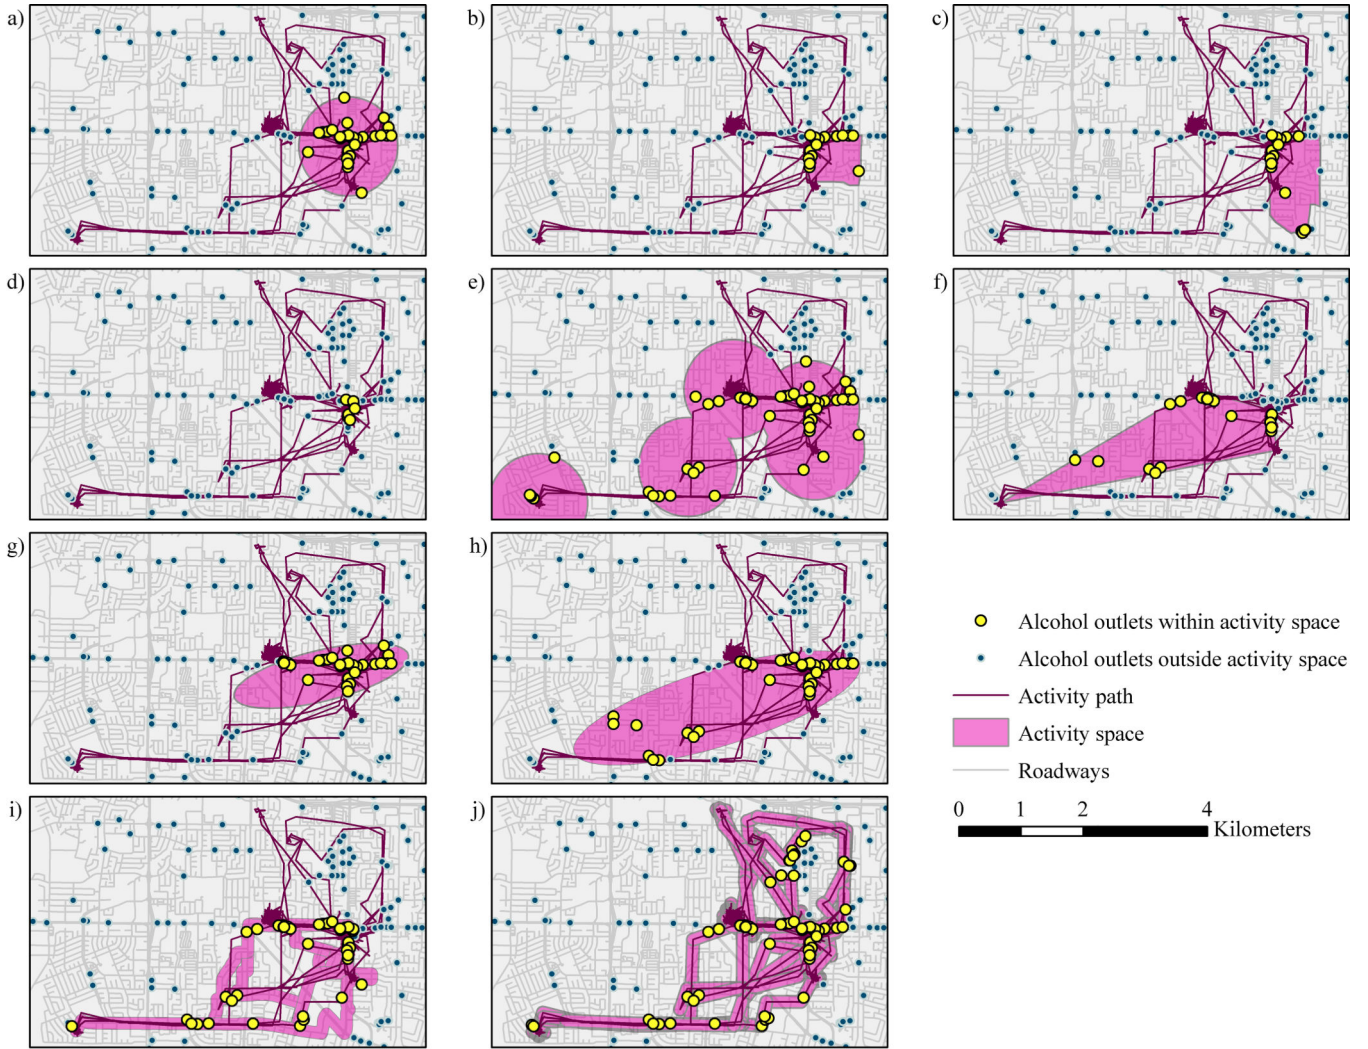 a)
b)
c)
d)
e)
f)
g)
h)
Alcohol outlets within activity space
Alcohol outlets outside activity space
Activity path
Activity space
Roadways
0 1 2 4
Kilometers
i)
j)